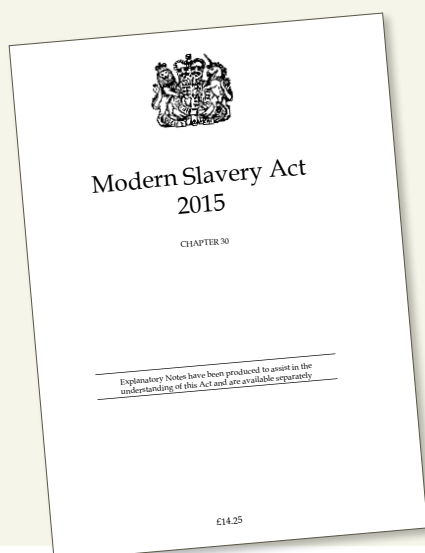 Modern Slavery Act
2015
CHAPTER 30
Explanatory Notes have been produced to assist in the
understanding of this Act and are available separately
£14.25